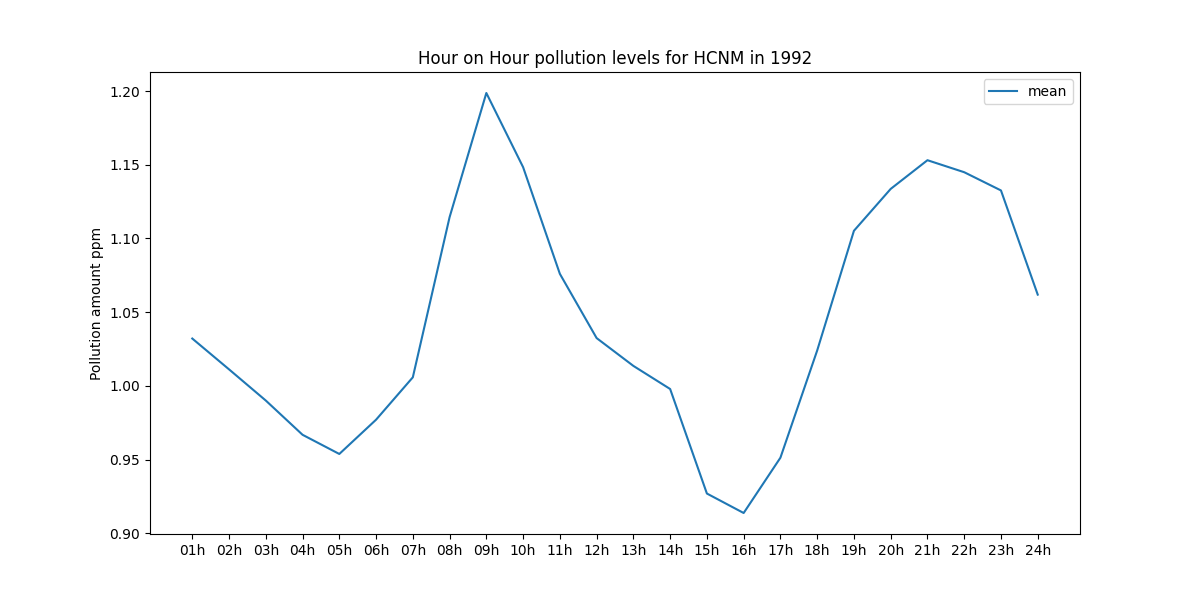 Hour on Hour pollution levels for HCNM in 1992
mean
Pollution amount ppm
1.20
1.15
1.10
1.05
1.00
0.95
0.90
01h 02h 03h 04h 05h 06h 07h 08h 09h 10h 11h 12h 13h 14h 15h 16h 17h 18h 19h 20h 21h 22h 23h 24h